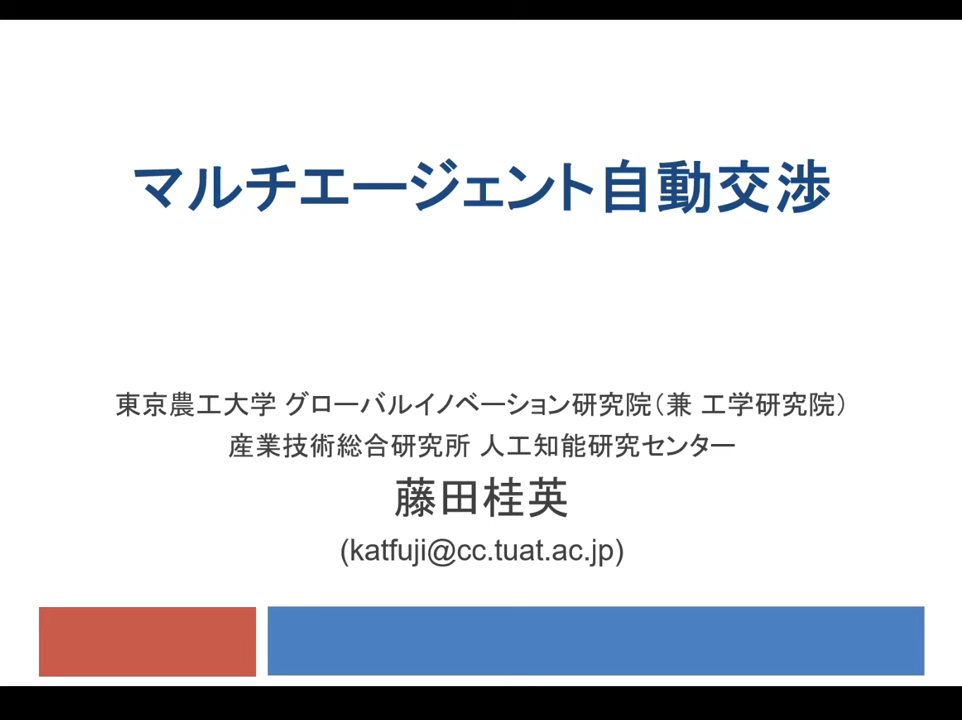 マルチエージェント自動交渉
東京農工大学 グローバルイノベーション研究院（兼 工学研究院）
産業技術総合研究所 人工知能研究センター
藤田桂英
(katfuji@cc.tuat.ac.jp)